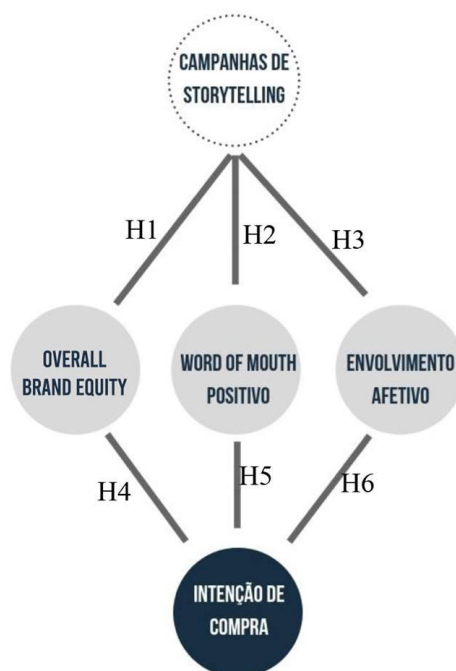 CAMPANHAS DE
STORYTELLING
H1
H2
H3
OVERALL
BRAND EQUITY
WORD OF MOUTH
POSITIVO
ENVOLVIMENTO
AFETIVO
H4
H5
H6
INTENÇÃO DE
COMPRA